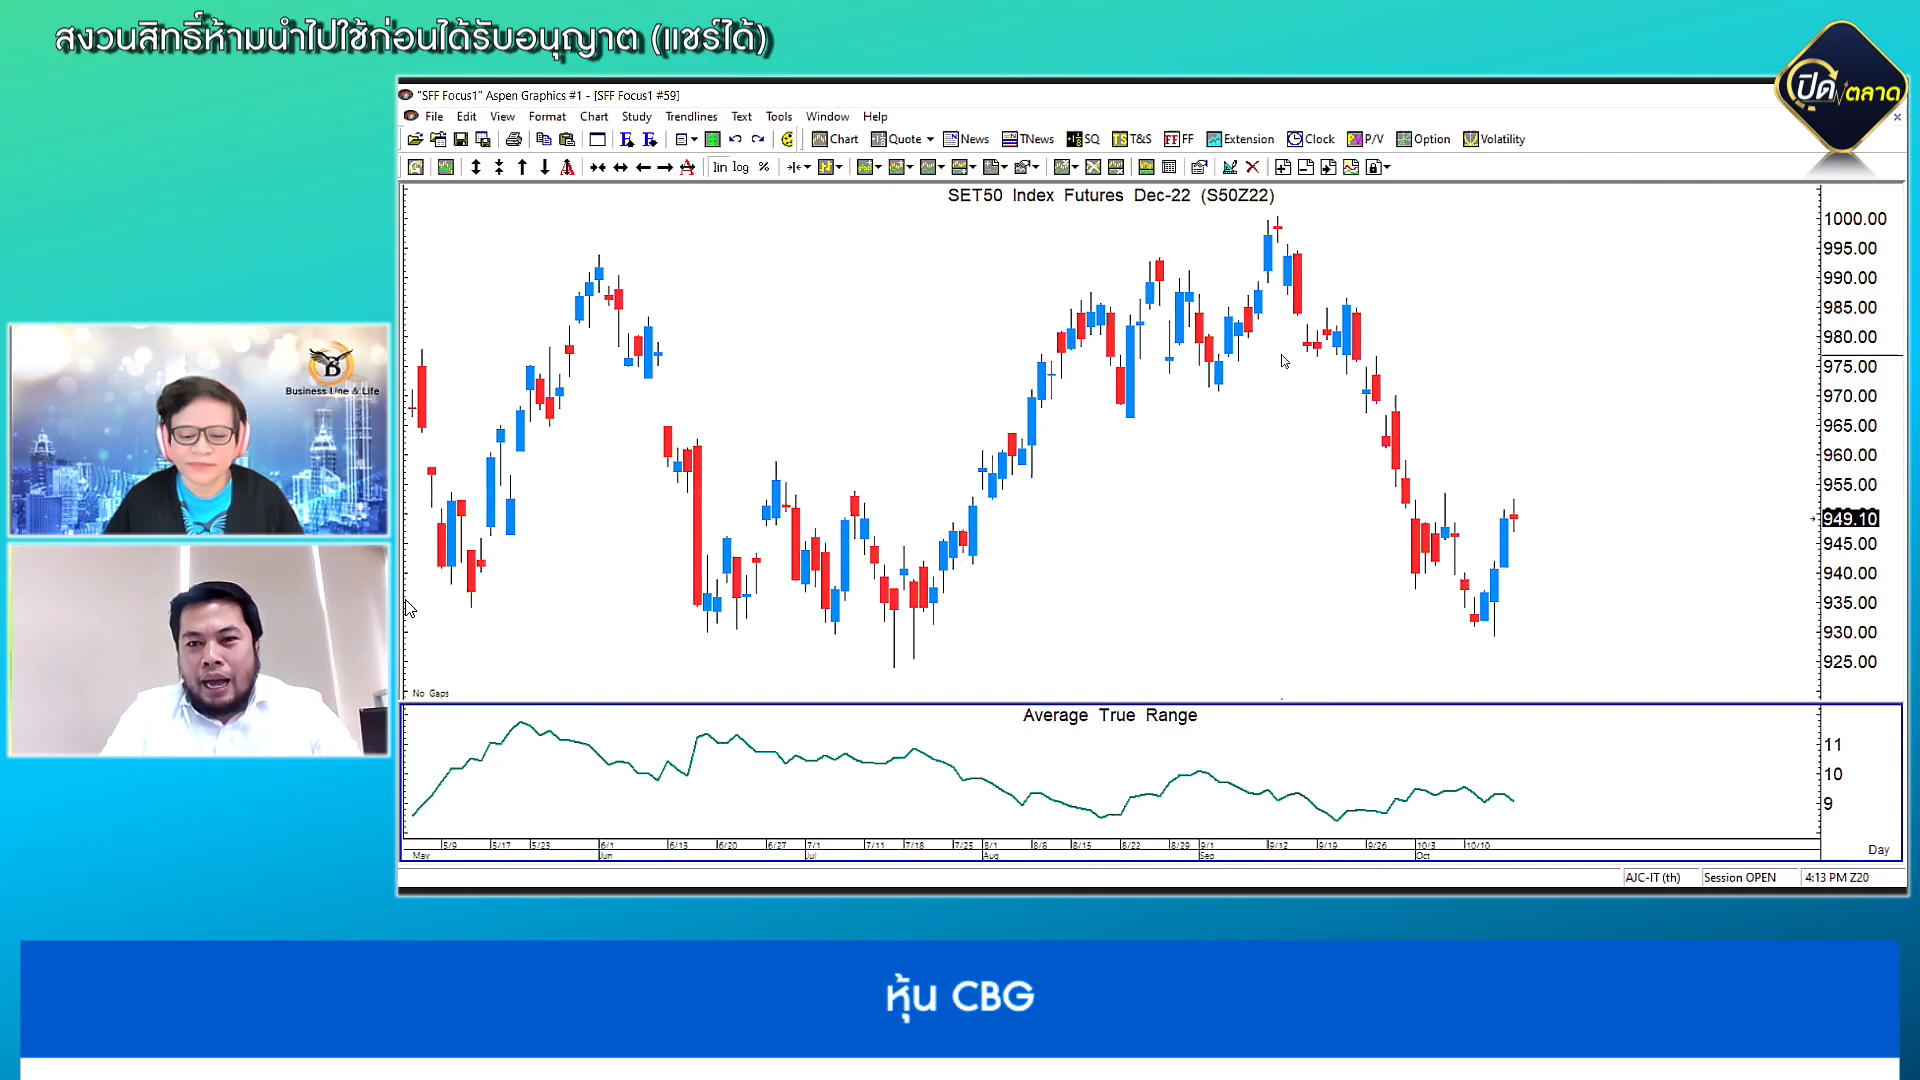 สงวนสิทธิ์ห้ามนำไปใช้ก่อนได้รับอนุญาต (แชร์ได้)
ปิดตลาด
"SFF Focus1" Aspen Graphics #1 - [SFF Focus1 #59]
File Edit View Format Chart Study Trendlines Text Tools Window Help
Chart Quote News TNews SQ T&S FF Extension Clock P/V Option Volatility
lin log %
SET50 Index Futures Dec-22 (S50Z22)
1000.00
995.00
990.00
985.00
980.00
975.00
970.00
965.00
960.00
955.00
949.10
945.00
940.00
935.00
930.00
925.00
No Gaps
B
Business Line & Life
Average True Range
11
10
9
5/9 5/17 5/23 6/1 6/13 6/20 6/27 7/1 7/11 7/18 7/25 8/1 8/8 8/15 8/22 8/29 9/1 9/12 9/19 9/26 10/3 10/10
May Jun Jul Aug Sep Oct
Day
AJC-IT (th) Session OPEN 4:13 PM Z20
หุ้น CBG